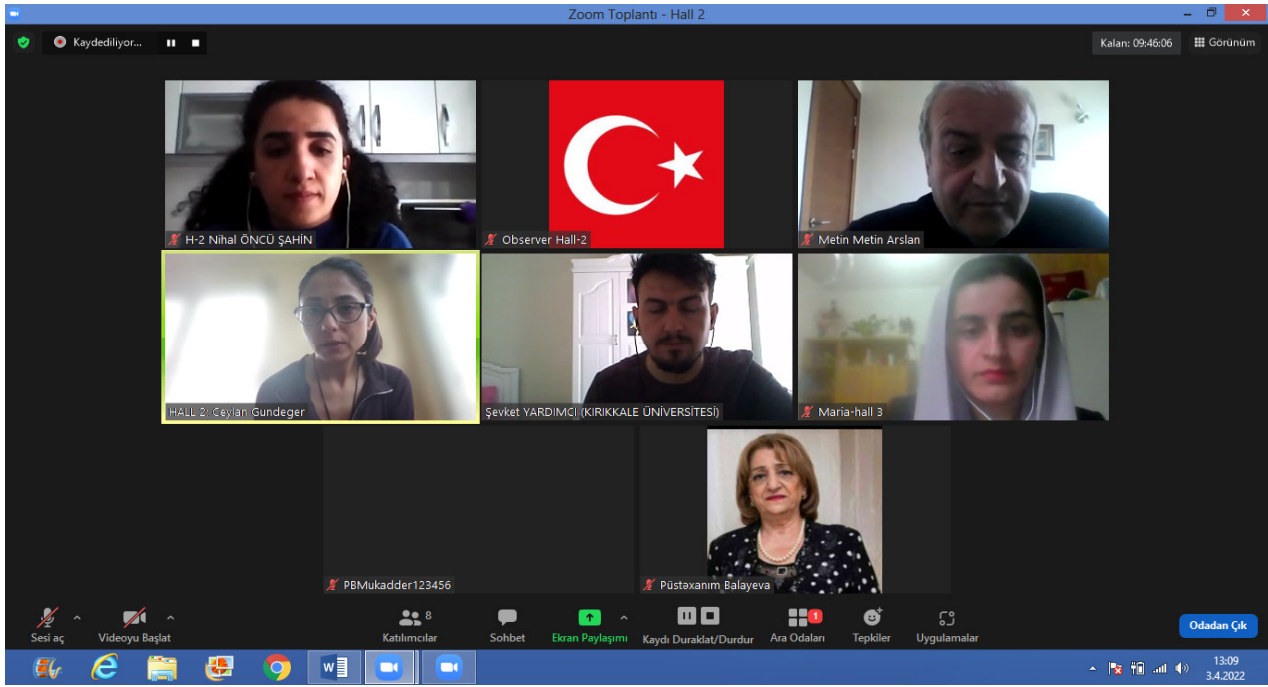 Zoom Toplantı - Hall 2
Kaydediliyor...
Kalan: 09:46:06
Görünüm
H-2 Nihal ÖNCÜ ŞAHİN
Observer Hall-2
Metin Metin Arslan
HALL 2: Ceylan Gundeger
Şevket YARDIMCI (KIRIKKALE ÜNİVERSİTESİ)
Maria-hall 3
PBMukadder123456
Püstəxanım Balayeva
Sesi aç
Videoyu Başlat
8
Katılımcılar
Sohbet
Ekran Paylaşımı
Kaydı Duraklat/Durdur
1
Ara Odaları
Tepkiler
Uygulamalar
Odadan Çık
W
13:09
3.4.2022